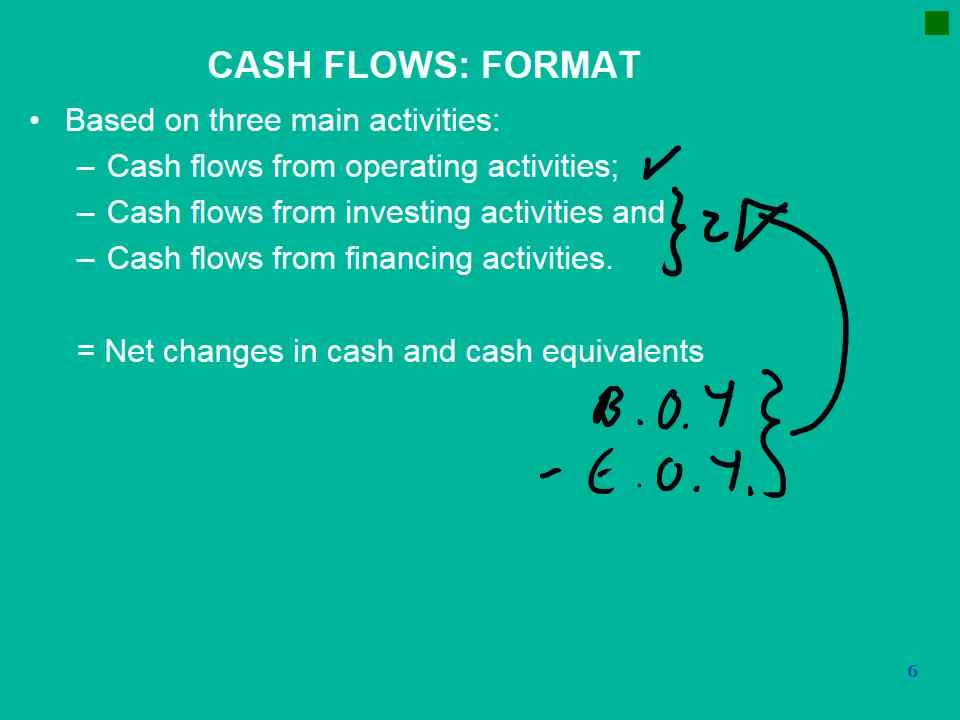 CASH FLOWS: FORMAT
• Based on three main activities:
– Cash flows from operating activities;
– Cash flows from investing activities and
– Cash flows from financing activities.
= Net changes in cash and cash equivalents
B.O.Y
- E.O.Y.
6